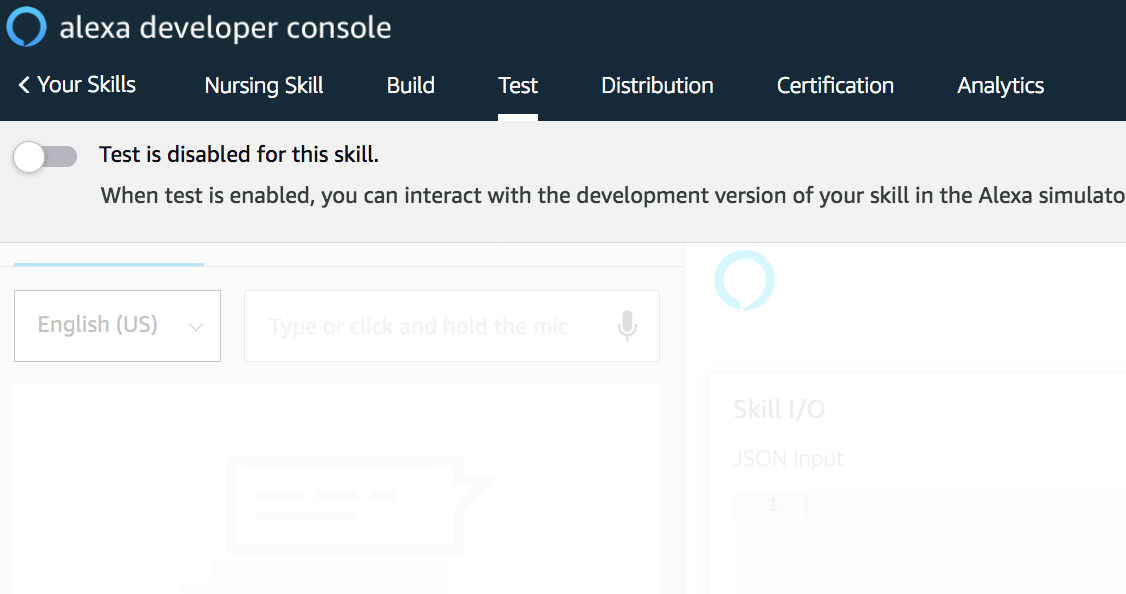 alexa developer console
Your Skills Nursing Skill Build Test Distribution Certification Analytics
Test is disabled for this skill.
When test is enabled, you can interact with the development version of your skill in the Alexa simulato
English (US) Type or click and hold the mic
Skill I/O
JSON Input
1